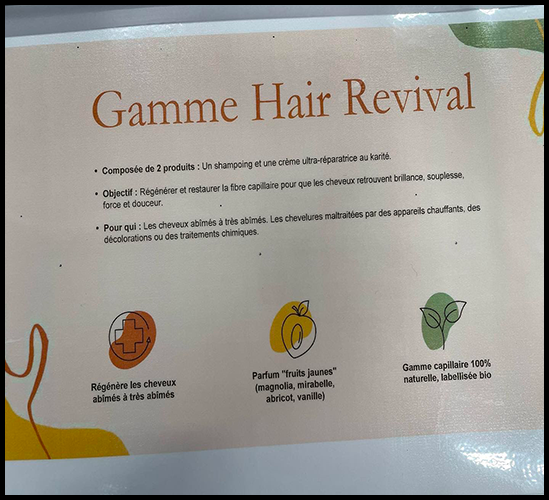 Gamme Hair Revival
• Composée de 2 produits : Un shampoing et une crème ultra-réparatrice au karité.
• Objectif : Régénérer et restaurer la fibre capillaire pour que les cheveux retrouvent brillance, souplesse,
force et douceur.
• Pour qui : Les cheveux abîmés à très abîmés. Les chevelures maltraitées par des appareils chauffants, des
décolorations ou des traitements chimiques.
Régénère les cheveux
abîmés à très abîmés
Parfum "fruits jaunes"
(magnolia, mirabelle,
abricot, vanille)
Gamme capillaire 100%
naturelle, labellisée bio